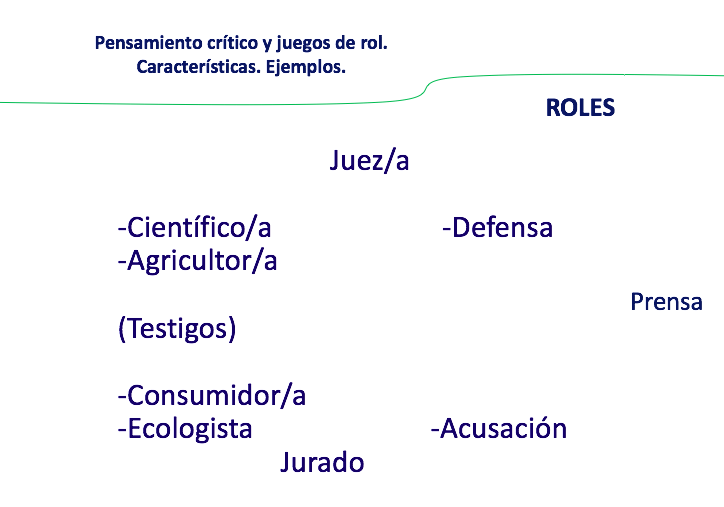 Pensamiento crítico y juegos de rol.
Características. Ejemplos.
ROLES
Juez/a
-Científico/a -Defensa
-Agricultor/a
Prensa
(Testigos)
-Consumidor/a
-Ecologista -Acusación
Jurado